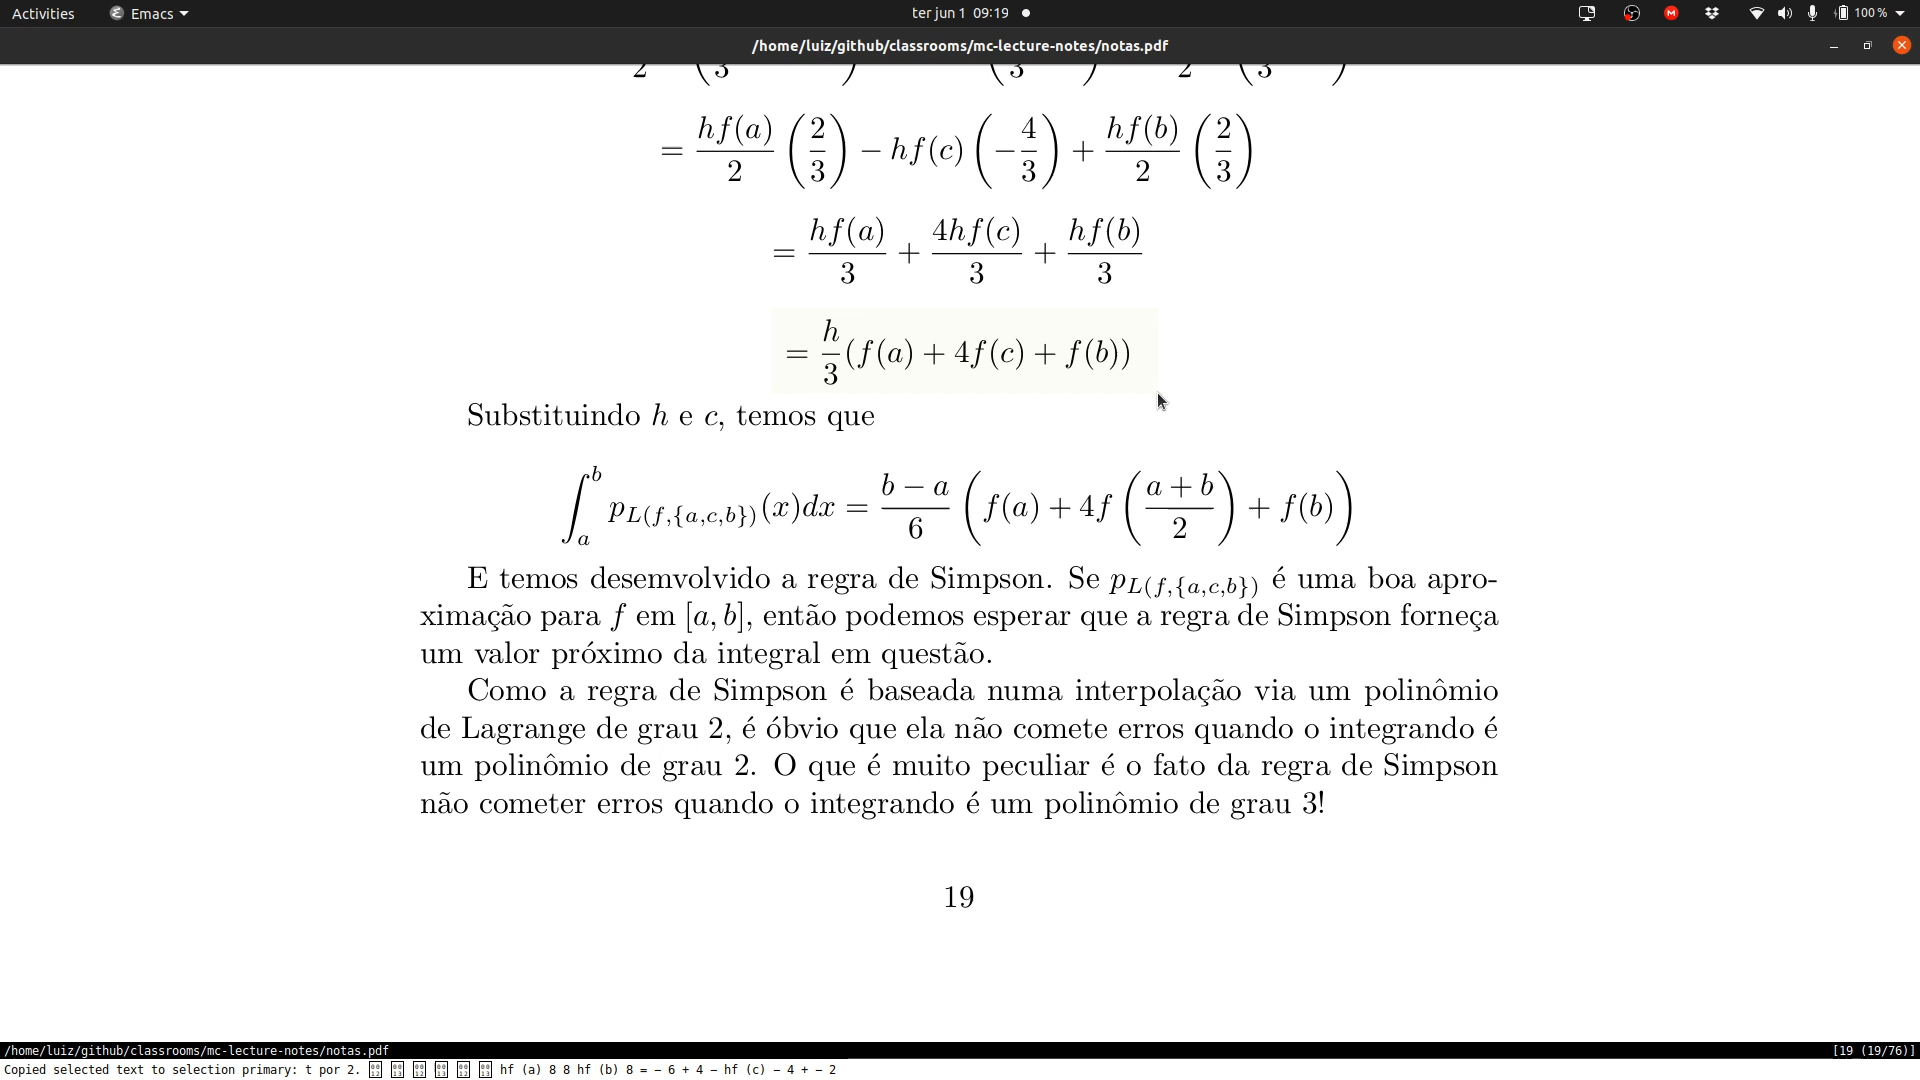 Activities Emacs ter jun 1 09:19 100 %
/home/luiz/github/classrooms/mc-lecture-notes/notas.pdf
2 (3 ) (3 ) 2 (3 )
= hf(a)/2 (2/3) − hf(c) (−4/3) + hf(b)/2 (2/3)
= hf(a)/3 + 4hf(c)/3 + hf(b)/3
= h/3 (f(a) + 4f(c) + f(b))
Substituindo h e c, temos que
∫_a^b p_{L(f,{a,c,b})}(x)dx = (b − a)/6 (f(a) + 4f((a + b)/2) + f(b))
E temos desemvolvido a regra de Simpson. Se p_{L(f,{a,c,b})} é uma boa apro-
ximação para f em [a, b], então podemos esperar que a regra de Simpson forneça
um valor próximo da integral em questão.
Como a regra de Simpson é baseada numa interpolação via um polinômio
de Lagrange de grau 2, é óbvio que ela não comete erros quando o integrando é
um polinômio de grau 2. O que é muito peculiar é o fato da regra de Simpson
não cometer erros quando o integrando é um polinômio de grau 3!
19
/home/luiz/github/classrooms/mc-lecture-notes/notas.pdf [19 (19/76)]
Copied selected text to selection primary: t por 2. hf (a) 8 8 hf (b) 8 = − 6 + 4 − hf (c) − 4 + − 2